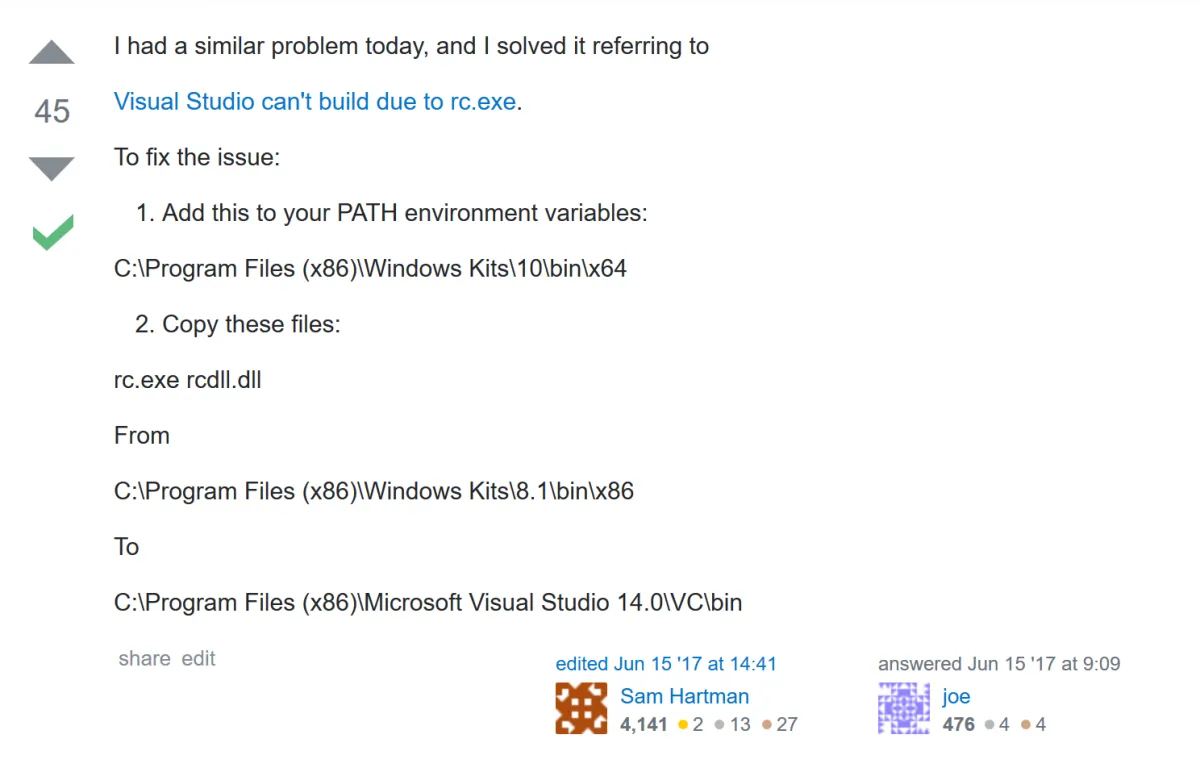 I had a similar problem today, and I solved it referring to
45
Visual Studio can't build due to rc.exe.
To fix the issue:
1. Add this to your PATH environment variables:
C:\Program Files (x86)\Windows Kits\10\bin\x64
2. Copy these files:
rc.exe rcdll.dll
From
C:\Program Files (x86)\Windows Kits\8.1\bin\x86
To
C:\Program Files (x86)\Microsoft Visual Studio 14.0\VC\bin
share edit
edited Jun 15 '17 at 14:41
Sam Hartman
4,141 2 13 27
answered Jun 15 '17 at 9:09
joe
476 4 4